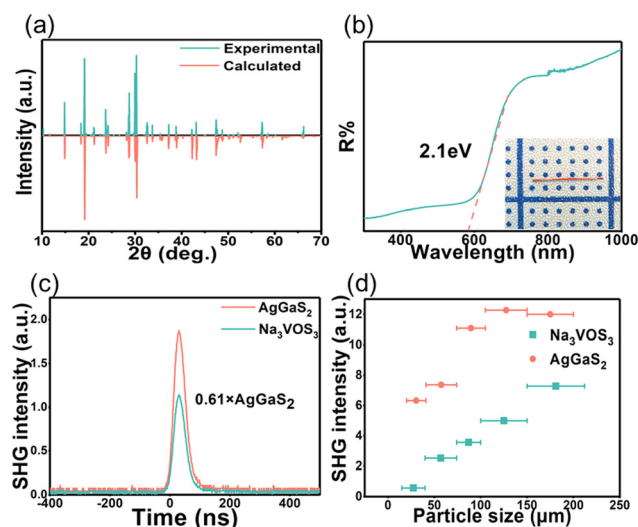 (a)
Experimental
Calculated
Intensity (a.u.)
10 20 30 40 50 60 70
2θ (deg.)
(b)
R%
2.1eV
400 600 800 1000
Wavelength (nm)
(c)
AgGaS₂
Na₃VOS₃
0.61×AgGaS₂
SHG intensity (a.u.)
2.0
1.5
1.0
0.5
0.0
-400 -200 0 200 400
Time (ns)
(d)
Na₃VOS₃
AgGaS₂
SHG intensity (a.u.)
12
10
8
6
4
2
0
0 50 100 150 200 250
Particle size (μm)